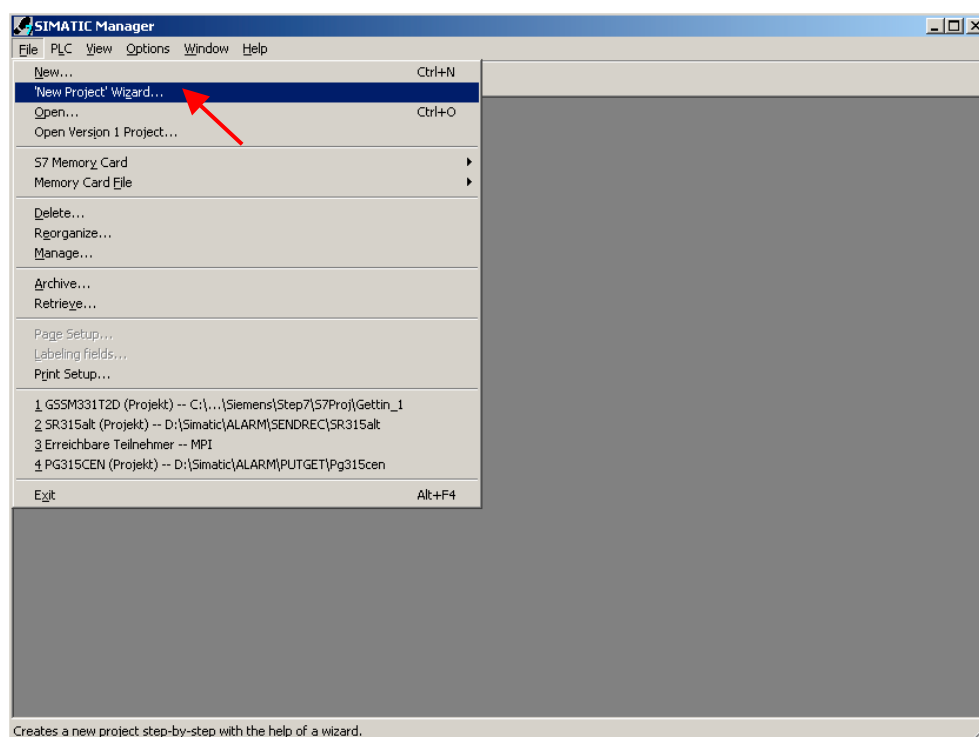 SIMATIC Manager
File PLC View Options Window Help
New... Ctrl+N
'New Project' Wizard...
Open... Ctrl+O
Open Version 1 Project...
S7 Memory Card
Memory Card File
Delete...
Reorganize...
Manage...
Archive...
Retrieve...
Page Setup...
Labeling fields...
Print Setup...
1 GSSM331T2D (Projekt) -- C:\...\Siemens\Step7\S7Proj\Gettin_1
2 SR315alt (Projekt) -- D:\Simatic\ALARM\SENDREC\SR315alt
3 Erreichbare Teilnehmer -- MPI
4 PG315CEN (Projekt) -- D:\Simatic\ALARM\PUTGET\Pg315cen
Exit Alt+F4
Creates a new project step-by-step with the help of a wizard.